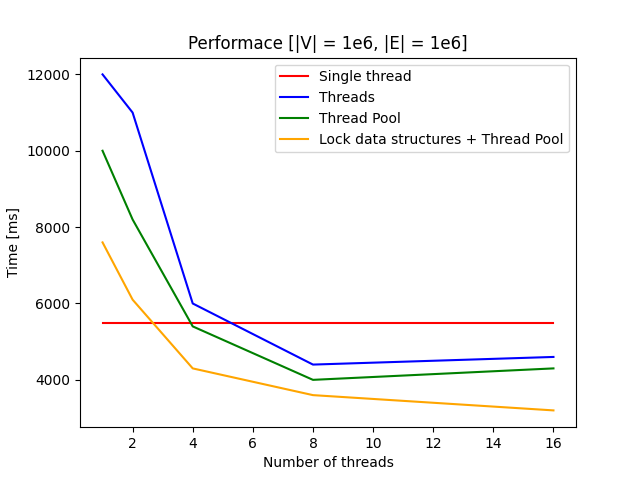 Performace [|V| = 1e6, |E| = 1e6]
Single thread
Threads
Thread Pool
Lock data structures + Thread Pool
Time [ms]
12000
10000
8000
6000
4000
2 4 6 8 10 12 14 16
Number of threads